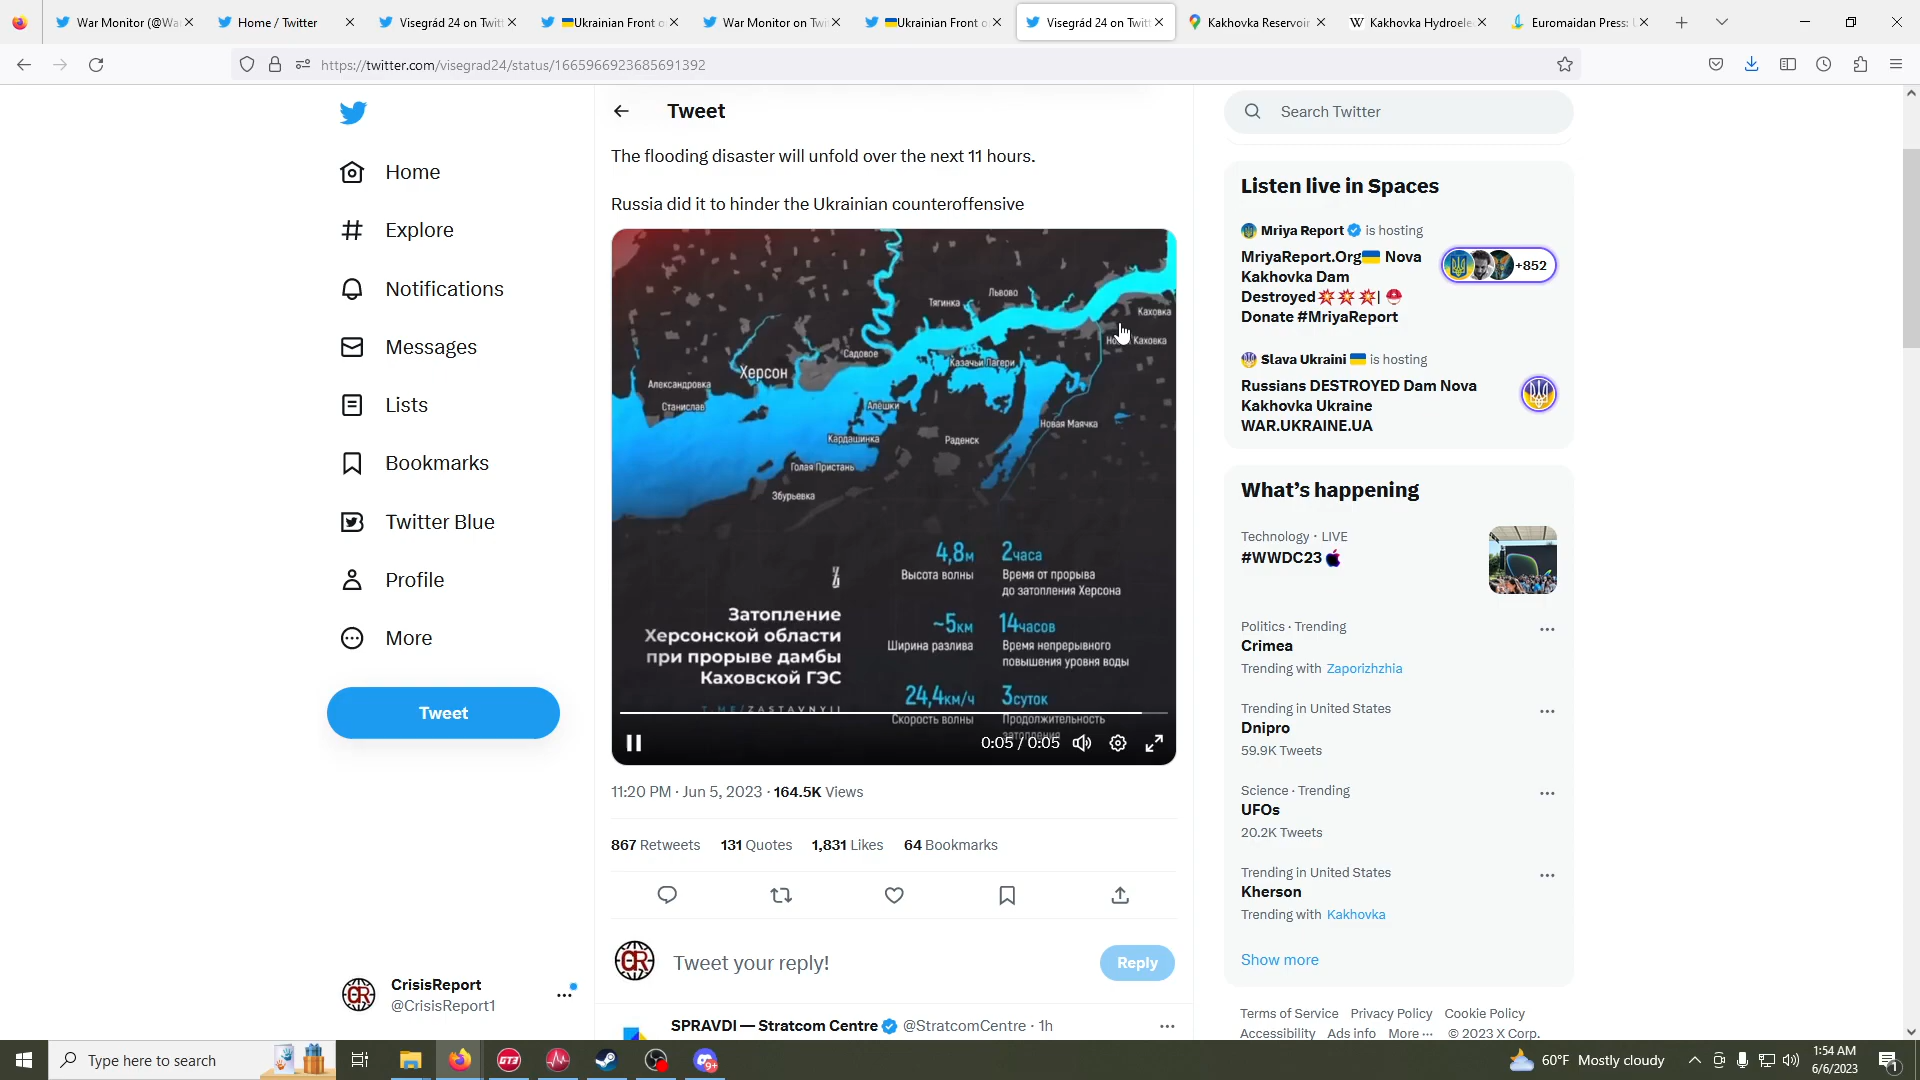 War Monitor (@Wa
Home / Twitter
Visegrád 24 on Twitt
Ukrainian Front o
War Monitor on Twi
Ukrainian Front o
Visegrád 24 on Twitt
Kakhovka Reservoir
Kakhovka Hydroele
Euromaidan Press:
https://twitter.com/visegrad24/status/1665966923685691392
Home
Explore
Notifications
Messages
Lists
Bookmarks
Twitter Blue
Profile
More
Tweet
CrisisReport
@CrisisReport1
Tweet
The flooding disaster will unfold over the next 11 hours.
Russia did it to hinder the Ukrainian counteroffensive
Львово
Тягинка
Каховка
Каховка
Садовое
Казачьи Лагери
Херсон
Александровка
Станислав
Алёшки
Новая Маячка
Кардашинка
Раденск
Голая Пристань
Збурьевка
4,8м
Высота волны
2часа
Время от прорыва
до затопления Херсона
~5км
Ширина разлива
14часов
Время непрерывного
повышения уровня воды
24,4км/ч
Скорость волны
3суток
Продолжительность
затопления
Затопление
Херсонской области
при прорыве дамбы
Каховской ГЭС
T.ME/ZASTAVNYII
0:05 / 0:05
11:20 PM · Jun 5, 2023 · 164.5K Views
867 Retweets 131 Quotes 1,831 Likes 64 Bookmarks
Tweet your reply!
Reply
SPRAVDI — Stratcom Centre @StratcomCentre · 1h
Search Twitter
Listen live in Spaces
Mriya Report is hosting
MriyaReport.Org Nova
Kakhovka Dam
Destroyed💥💥💥| ⛑
Donate #MriyaReport
+852
Slava Ukraini is hosting
Russians DESTROYED Dam Nova
Kakhovka Ukraine
WAR.UKRAINE.UA
What's happening
Technology · LIVE
#WWDC23
Politics · Trending
Crimea
Trending with Zaporizhzhia
Trending in United States
Dnipro
59.9K Tweets
Science · Trending
UFOs
20.2K Tweets
Trending in United States
Kherson
Trending with Kakhovka
Show more
Terms of Service Privacy Policy Cookie Policy
Accessibility Ads info More ··· © 2023 X Corp.
Type here to search
GT3
9+
60°F Mostly cloudy
1:54 AM
6/6/2023
1